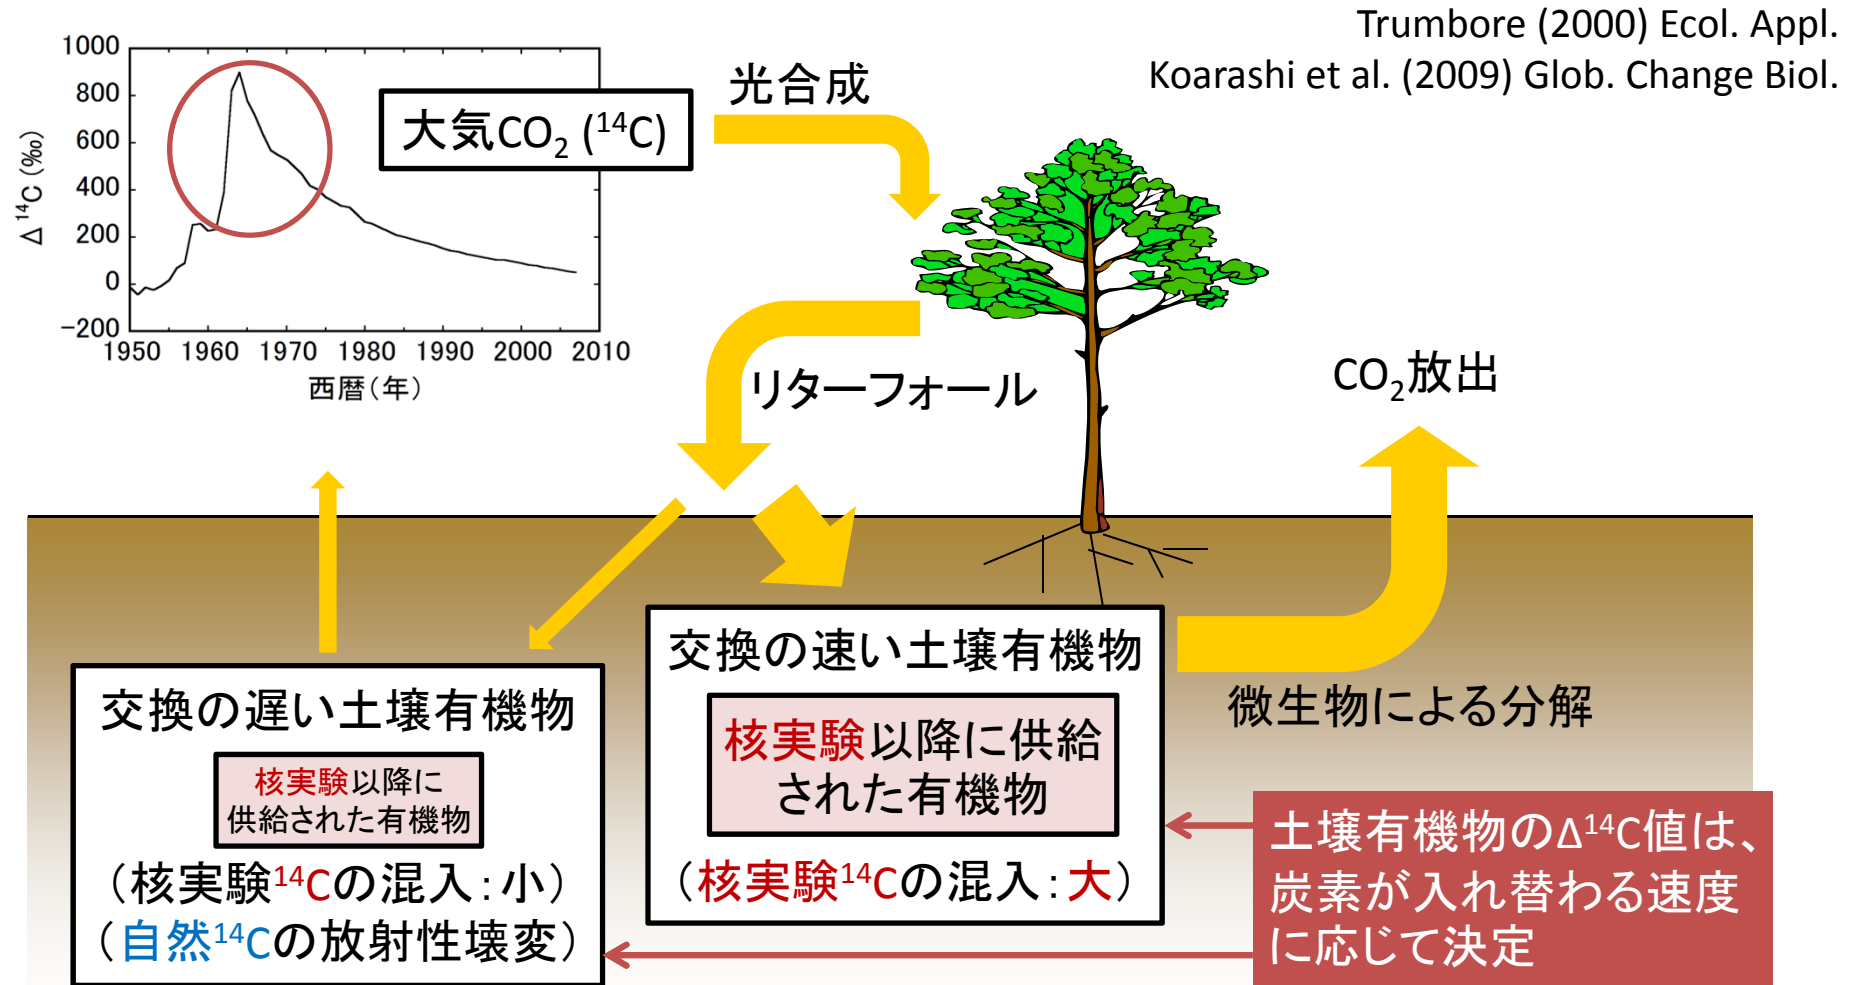 Trumbore (2000) Ecol. Appl.
Koarashi et al. (2009) Glob. Change Biol.
1000
800
600
400
200
0
−200
Δ¹⁴C (‰)
1950 1960 1970 1980 1990 2000 2010
西暦(年)
大気CO₂ (¹⁴C)
光合成
リターフォール
CO₂放出
交換の遅い土壌有機物
核実験以降に
供給された有機物
(核実験¹⁴Cの混入:小)
(自然¹⁴Cの放射性壊変)
交換の速い土壌有機物
核実験以降に供給
された有機物
(核実験¹⁴Cの混入:大)
微生物による分解
土壌有機物のΔ¹⁴C値は、
炭素が入れ替わる速度
に応じて決定